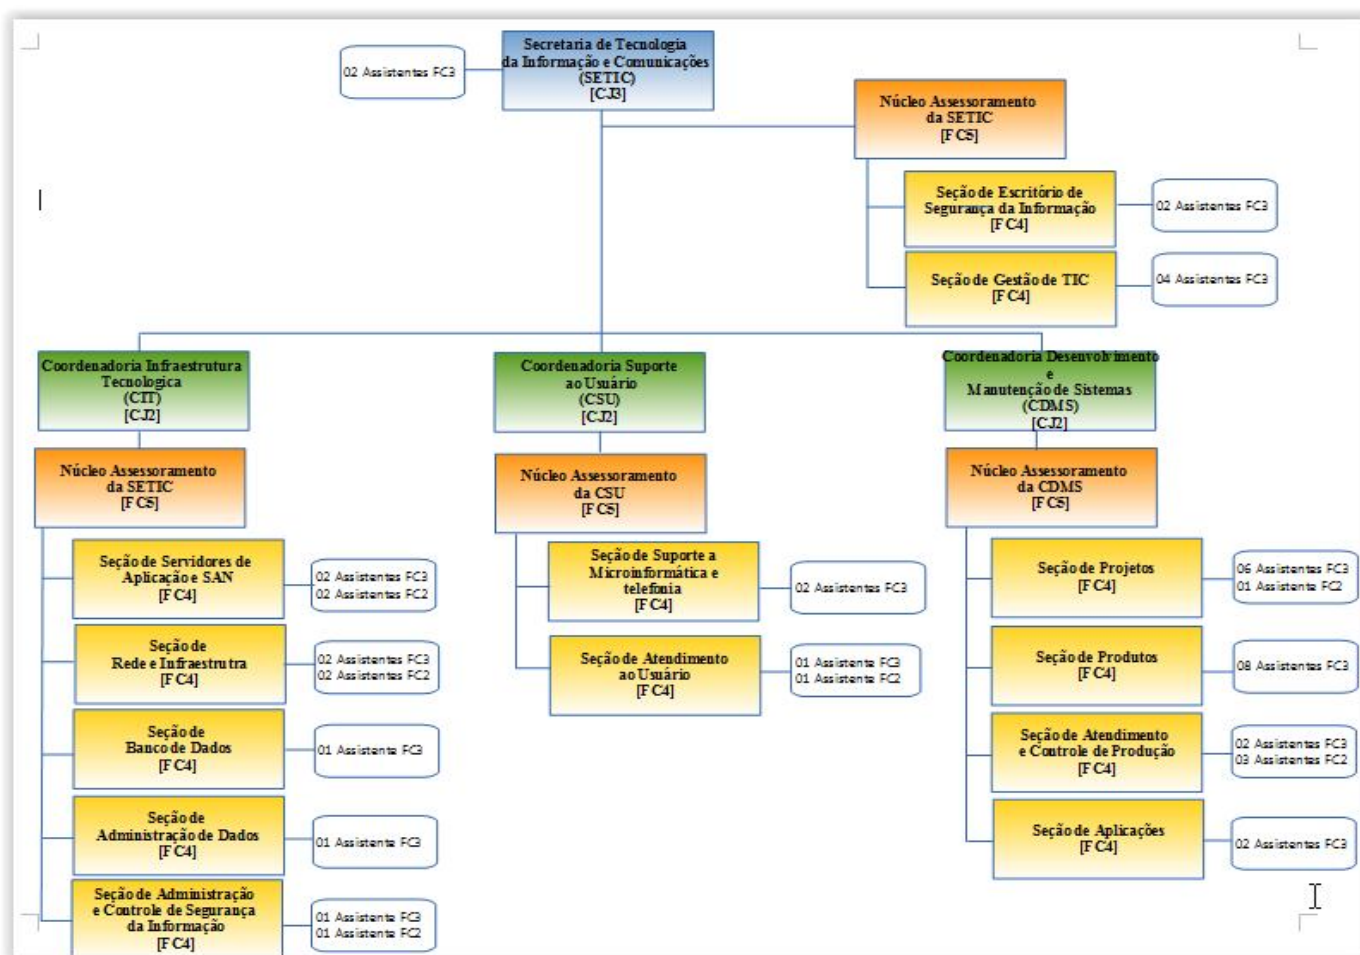 Secretaria de Tecnologia
da Informação e Comunicações
(SETIC)
[CJ3]
02 Assistentes FC3
Núcleo Assessoramento
da SETIC
[FC5]
Seção de Escritório de
Segurança da Informação
[FC4]
02 Assistentes FC3
Seção de Gestão de TIC
[FC4]
04 Assistentes FC3
Coordenadoria Infraestrutura
Tecnologica
(CIT)
[CJ2]
Núcleo Assessoramento
da SETIC
[FC5]
Seção de Servidores de
Aplicação e SAN
[FC4]
02 Assistentes FC3
02 Assistentes FC2
Seção de
Rede e Infraestrutra
[FC4]
02 Assistentes FC3
02 Assistentes FC2
Seção de
Banco de Dados
[FC4]
01 Assistente FC3
Seção de
Administração de Dados
[FC4]
01 Assistente FC3
Seção de Administração
e Controle de Segurança
da Informação
[FC4]
01 Assistente FC3
01 Assistente FC2
Coordenadoria Suporte
ao Usuário
(CSU)
[CJ2]
Núcleo Assessoramento
da CSU
[FC5]
Seção de Suporte a
Microinformática e
telefonia
[FC4]
02 Assistentes FC3
Seção de Atendimento
ao Usuário
[FC4]
01 Assistente FC3
01 Assistente FC2
Coordenadoria Desenvolvimento
e
Manutenção de Sistemas
(CDMS)
[CJ2]
Núcleo Assessoramento
da CDMS
[FC5]
Seção de Projetos
[FC4]
06 Assistentes FC3
01 Assistente FC2
Seção de Produtos
[FC4]
08 Assistentes FC3
Seção de Atendimento
e Controle de Produção
[FC4]
02 Assistentes FC3
03 Assistentes FC2
Seção de Aplicações
[FC4]
02 Assistentes FC3